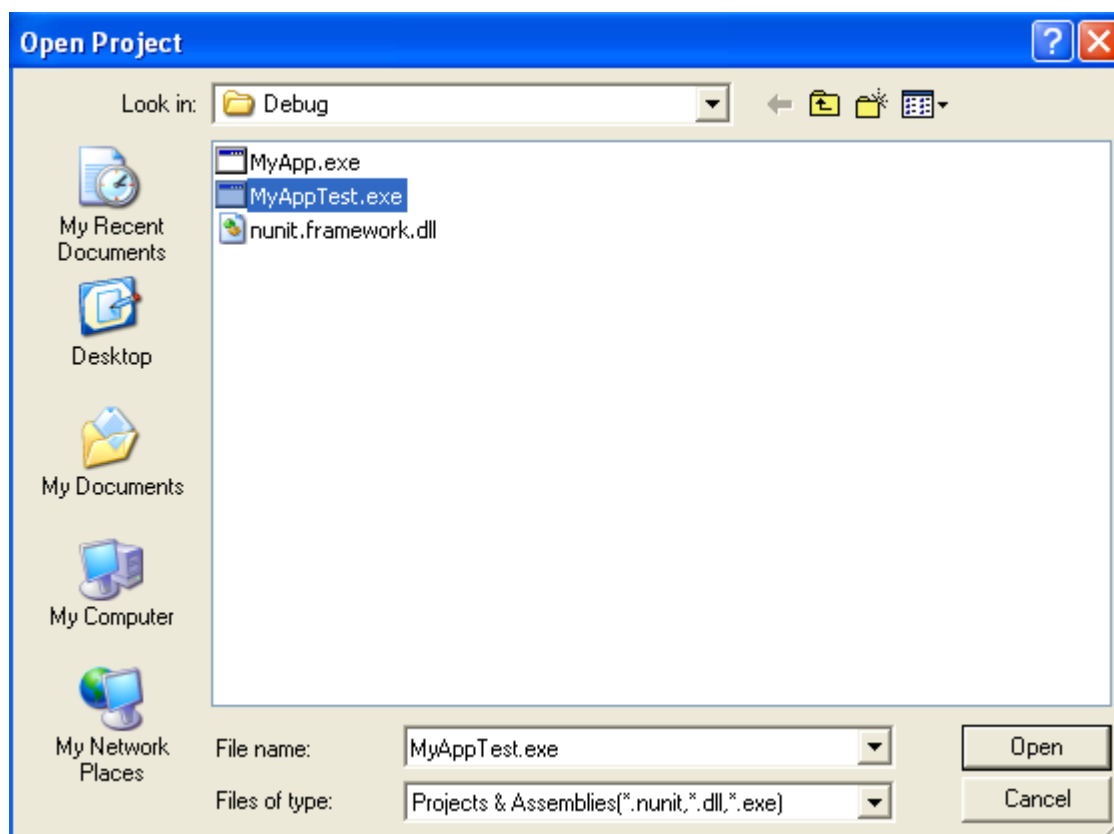 Open Project
Look in: Debug
MyApp.exe
MyAppTest.exe
nunit.framework.dll
My Recent
Documents
Desktop
My Documents
My Computer
My Network
Places
File name: MyAppTest.exe Open
Files of type: Projects & Assemblies(*.nunit,*.dll,*.exe) Cancel